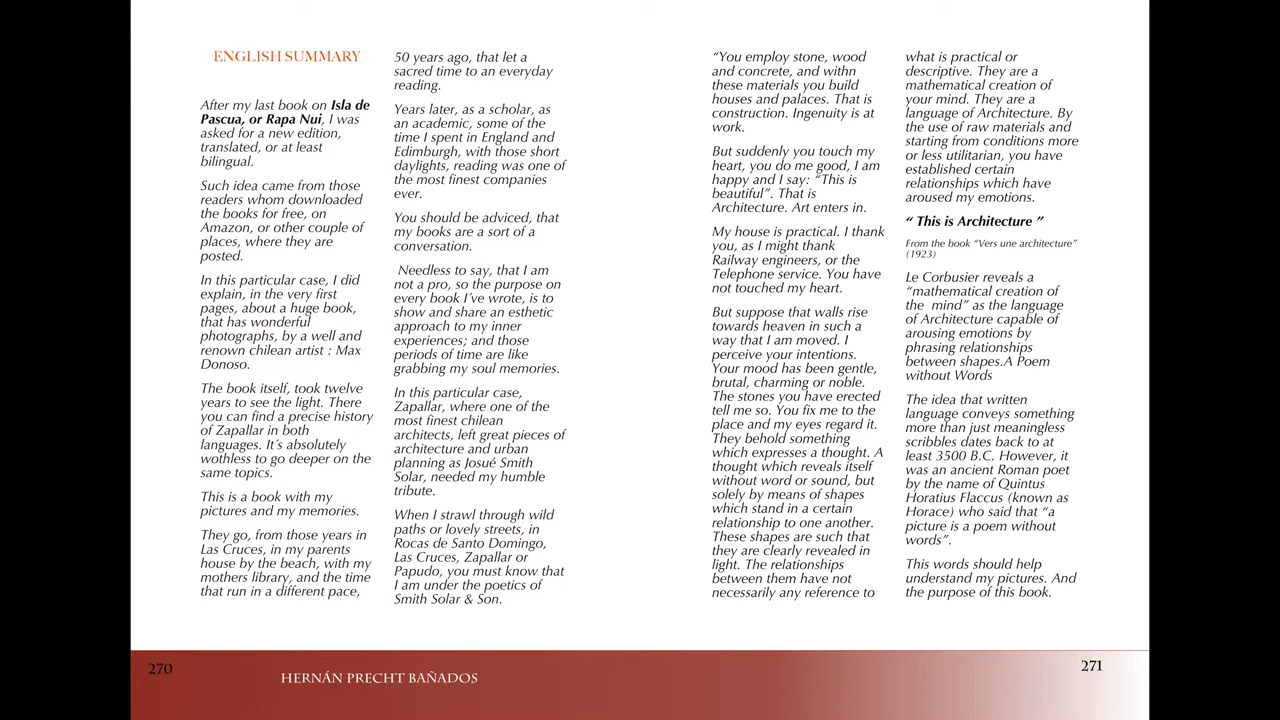 ENGLISH SUMMARY
After my last book on Isla de
Pascua, or Rapa Nui, I was
asked for a new edition,
translated, or at least
bilingual.
Such idea came from those
readers whom downloaded
the books for free, on
Amazon, or other couple of
places, where they are
posted.
In this particular case, I did
explain, in the very first
pages, about a huge book,
that has wonderful
photographs, by a well and
renown chilean artist : Max
Donoso.
The book itself, took twelve
years to see the light. There
you can find a precise history
of Zapallar in both
languages. It´s absolutely
wothless to go deeper on the
same topics.
This is a book with my
pictures and my memories.
They go, from those years in
Las Cruces, in my parents
house by the beach, with my
mothers library, and the time
that run in a different pace,
50 years ago, that let a
sacred time to an everyday
reading.
Years later, as a scholar, as
an academic, some of the
time I spent in England and
Edimburgh, with those short
daylights, reading was one of
the most finest companies
ever.
You should be adviced, that
my books are a sort of a
conversation.
Needless to say, that I am
not a pro, so the purpose on
every book I´ve wrote, is to
show and share an esthetic
approach to my inner
experiences; and those
periods of time are like
grabbing my soul memories.
In this particular case,
Zapallar, where one of the
most finest chilean
architects, left great pieces of
architecture and urban
planning as Josué Smith
Solar, needed my humble
tribute.
When I strawl through wild
paths or lovely streets, in
Rocas de Santo Domingo,
Las Cruces, Zapallar or
Papudo, you must know that
I am under the poetics of
Smith Solar & Son.
“You employ stone, wood
and concrete, and withn
these materials you build
houses and palaces. That is
construction. Ingenuity is at
work.
But suddenly you touch my
heart, you do me good, I am
happy and I say: “This is
beautiful”. That is
Architecture. Art enters in.
My house is practical. I thank
you, as I might thank
Railway engineers, or the
Telephone service. You have
not touched my heart.
But suppose that walls rise
towards heaven in such a
way that I am moved. I
perceive your intentions.
Your mood has been gentle,
brutal, charming or noble.
The stones you have erected
tell me so. You fix me to the
place and my eyes regard it.
They behold something
which expresses a thought. A
thought which reveals itself
without word or sound, but
solely by means of shapes
which stand in a certain
relationship to one another.
These shapes are such that
they are clearly revealed in
light. The relationships
between them have not
necessarily any reference to
what is practical or
descriptive. They are a
mathematical creation of
your mind. They are a
language of Architecture. By
the use of raw materials and
starting from conditions more
or less utilitarian, you have
established certain
relationships which have
aroused my emotions.
“ This is Architecture ”
From the book “Vers une architecture”
(1923)
Le Corbusier reveals a
“mathematical creation of
the mind” as the language
of Architecture capable of
arousing emotions by
phrasing relationships
between shapes.A Poem
without Words
The idea that written
language conveys something
more than just meaningless
scribbles dates back to at
least 3500 B.C. However, it
was an ancient Roman poet
by the name of Quintus
Horatius Flaccus (known as
Horace) who said that “a
picture is a poem without
words”.
This words should help
understand my pictures. And
the purpose of this book.
270
HERNÁN PRECHT BAÑADOS
271